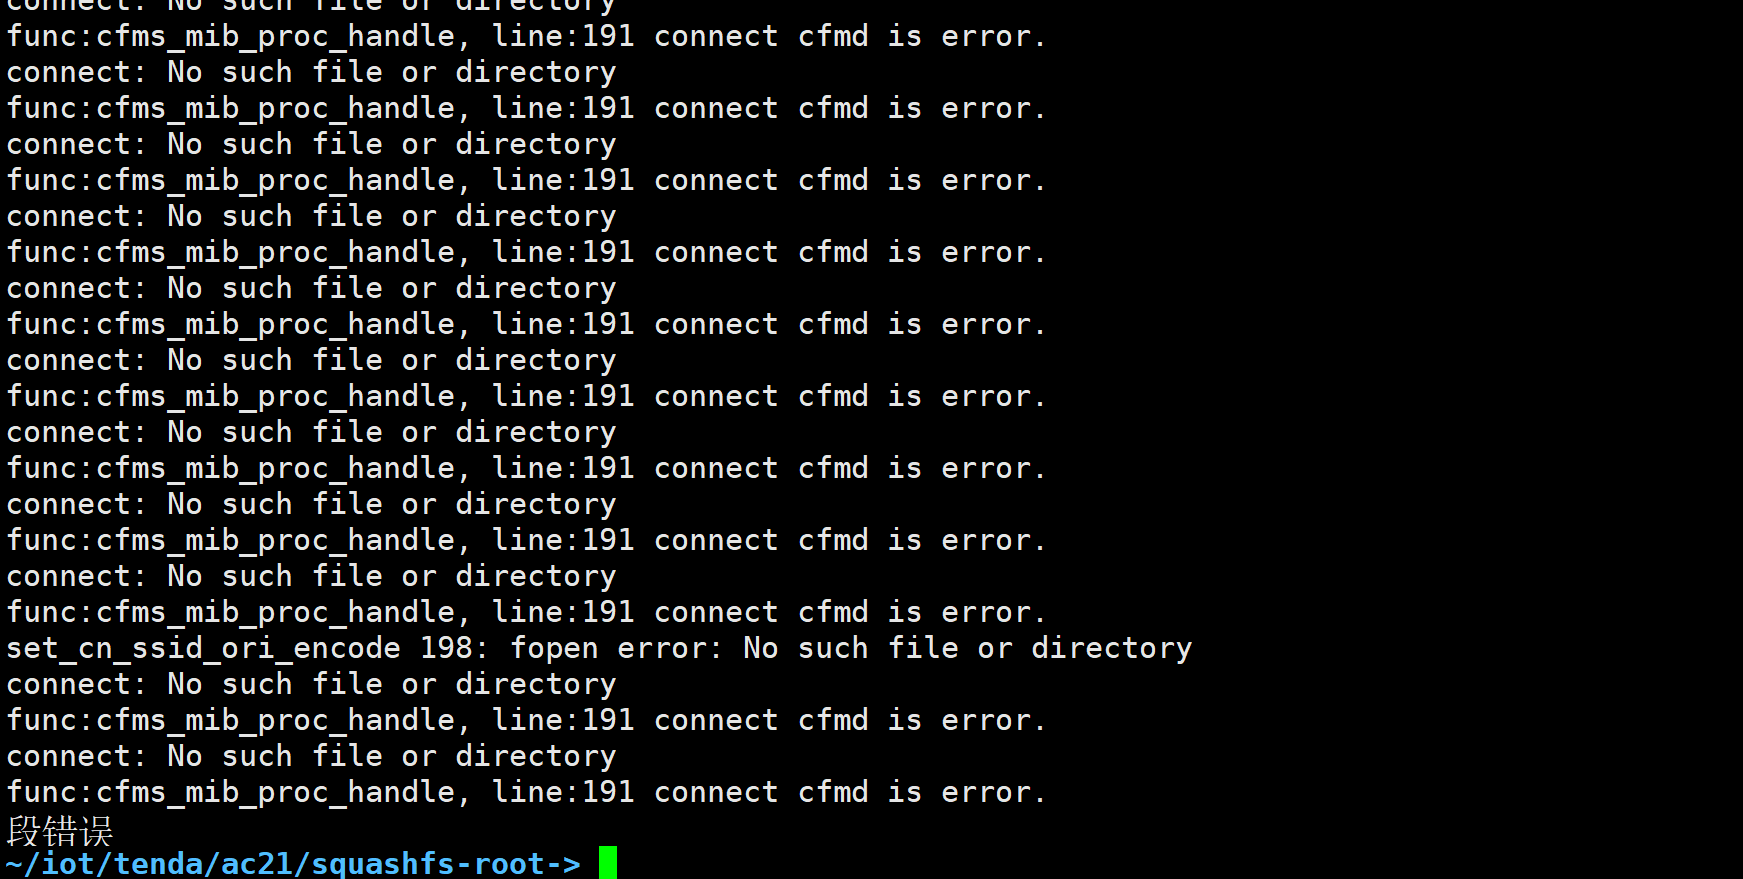 connect: No such file or directory
func:cfms_mib_proc_handle, line:191 connect cfmd is error.
connect: No such file or directory
func:cfms_mib_proc_handle, line:191 connect cfmd is error.
connect: No such file or directory
func:cfms_mib_proc_handle, line:191 connect cfmd is error.
connect: No such file or directory
func:cfms_mib_proc_handle, line:191 connect cfmd is error.
connect: No such file or directory
func:cfms_mib_proc_handle, line:191 connect cfmd is error.
connect: No such file or directory
func:cfms_mib_proc_handle, line:191 connect cfmd is error.
connect: No such file or directory
func:cfms_mib_proc_handle, line:191 connect cfmd is error.
connect: No such file or directory
func:cfms_mib_proc_handle, line:191 connect cfmd is error.
connect: No such file or directory
func:cfms_mib_proc_handle, line:191 connect cfmd is error.
set_cn_ssid_ori_encode 198: fopen error: No such file or directory
connect: No such file or directory
func:cfms_mib_proc_handle, line:191 connect cfmd is error.
connect: No such file or directory
func:cfms_mib_proc_handle, line:191 connect cfmd is error.
段错误
~/iot/tenda/ac21/squashfs-root->